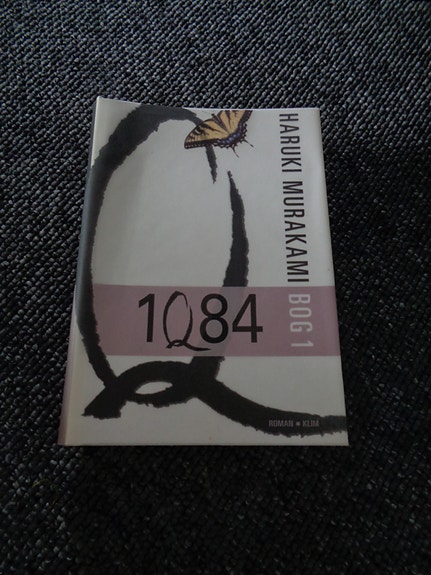 HARUKI MURAKAMI BOG 1
1Q84
ROMAN ▪ KLIM